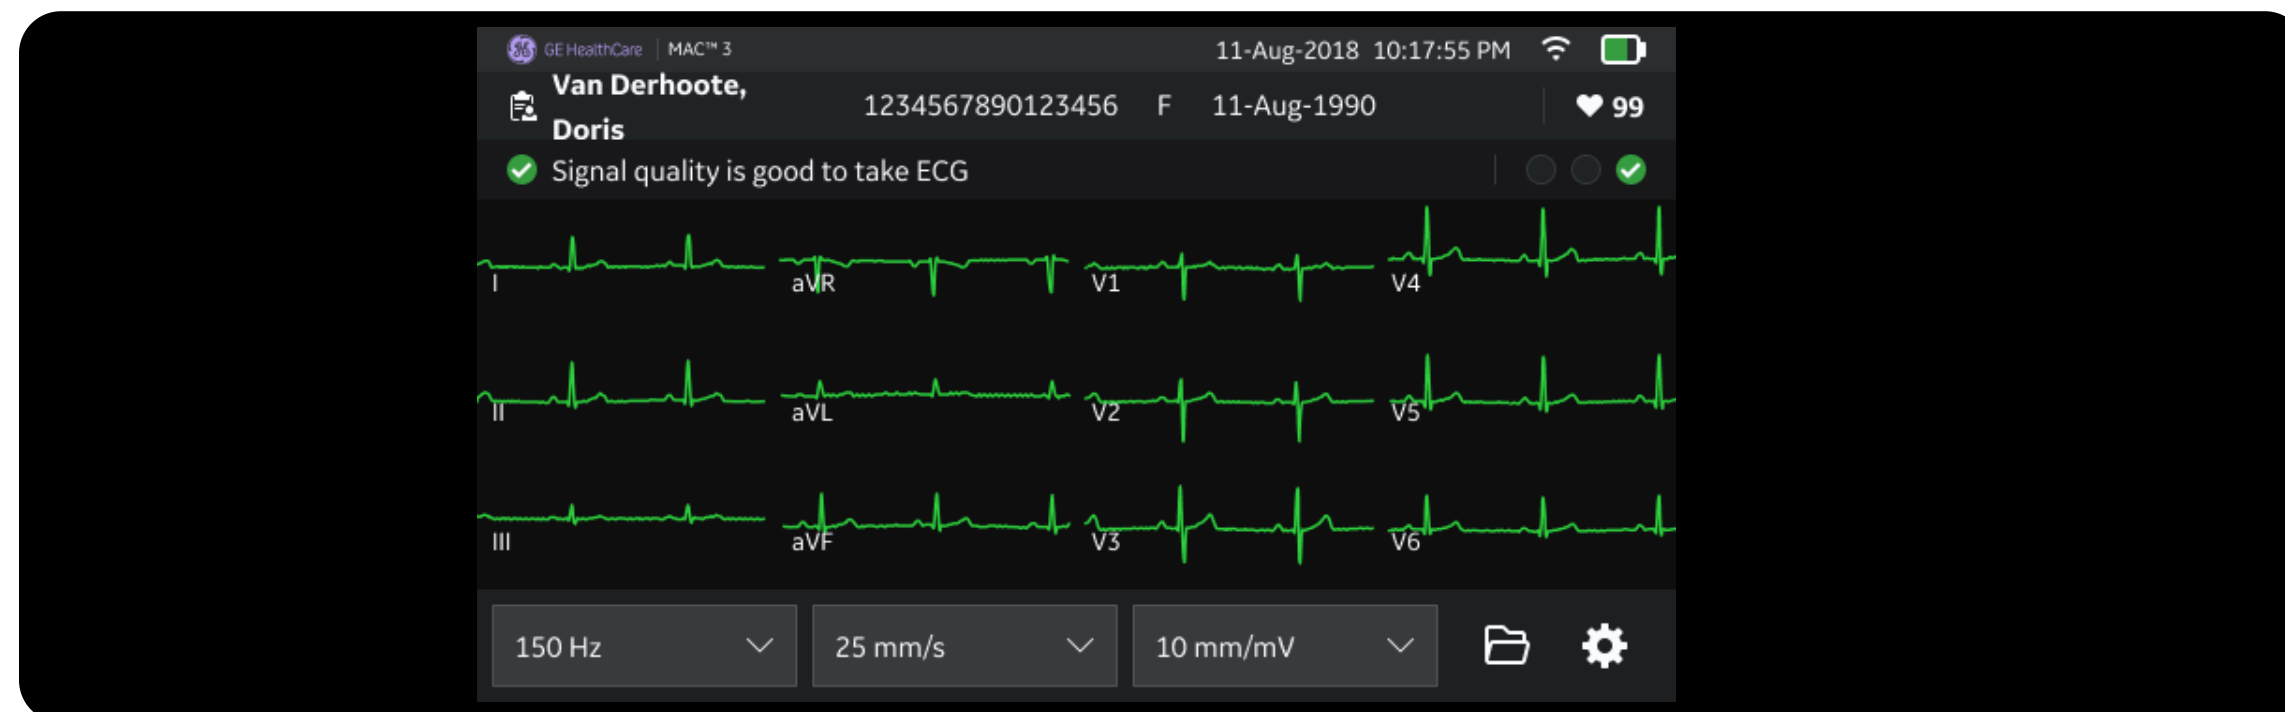 GE HealthCare MAC™ 3 11-Aug-2018 10:17:55 PM
Van Derhoote,
Doris
1234567890123456 F 11-Aug-1990 99
Signal quality is good to take ECG
I aVR V1 V4
II aVL V2 V5
III aVF V3 V6
150 Hz 25 mm/s 10 mm/mV